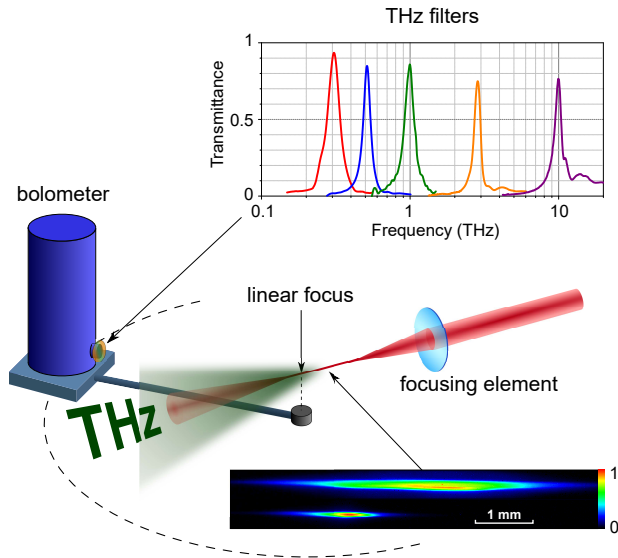 THz filters
Transmittance
1
0.5
0
0.1
1
10
Frequency (THz)
bolometer
linear focus
focusing element
THz
1 mm
1
0